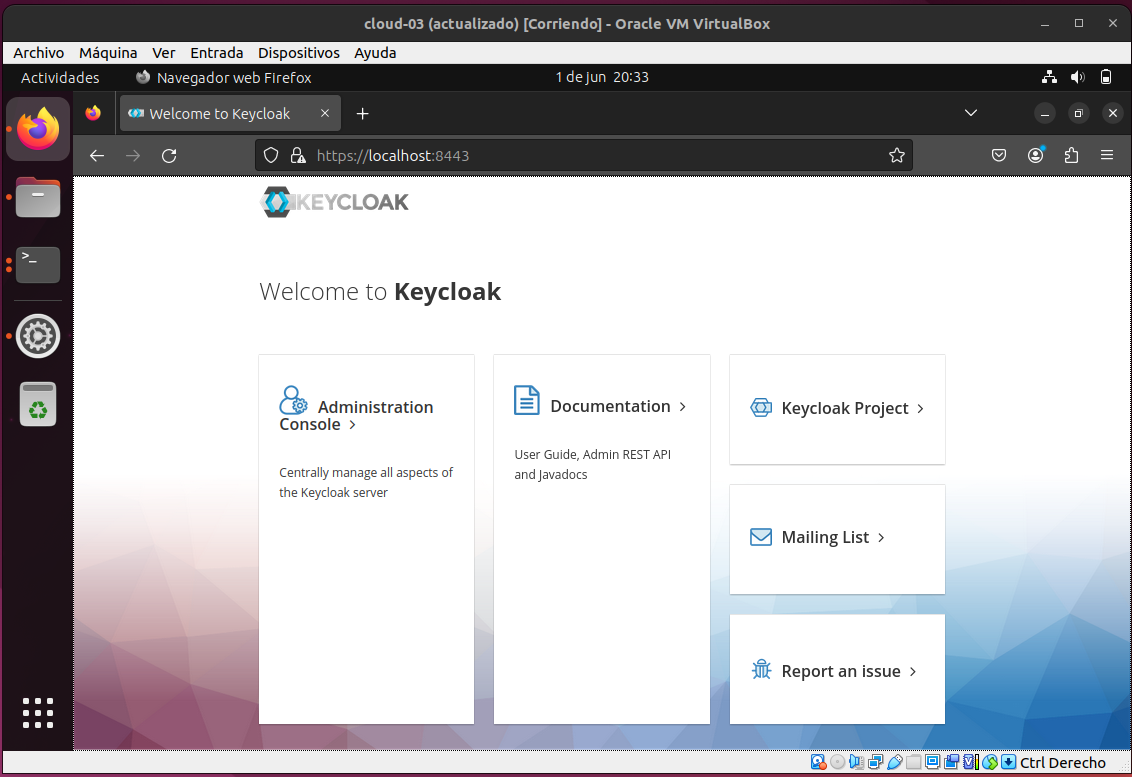 cloud-03 (actualizado) [Corriendo] - Oracle VM VirtualBox
Archivo Máquina Ver Entrada Dispositivos Ayuda
Actividades Navegador web Firefox 1 de jun 20:33
Welcome to Keycloak
https://localhost:8443
KEYCLOAK
Welcome to Keycloak
Administration
Console
Centrally manage all aspects of
the Keycloak server
Documentation
User Guide, Admin REST API
and Javadocs
Keycloak Project
Mailing List
Report an issue
Ctrl Derecho